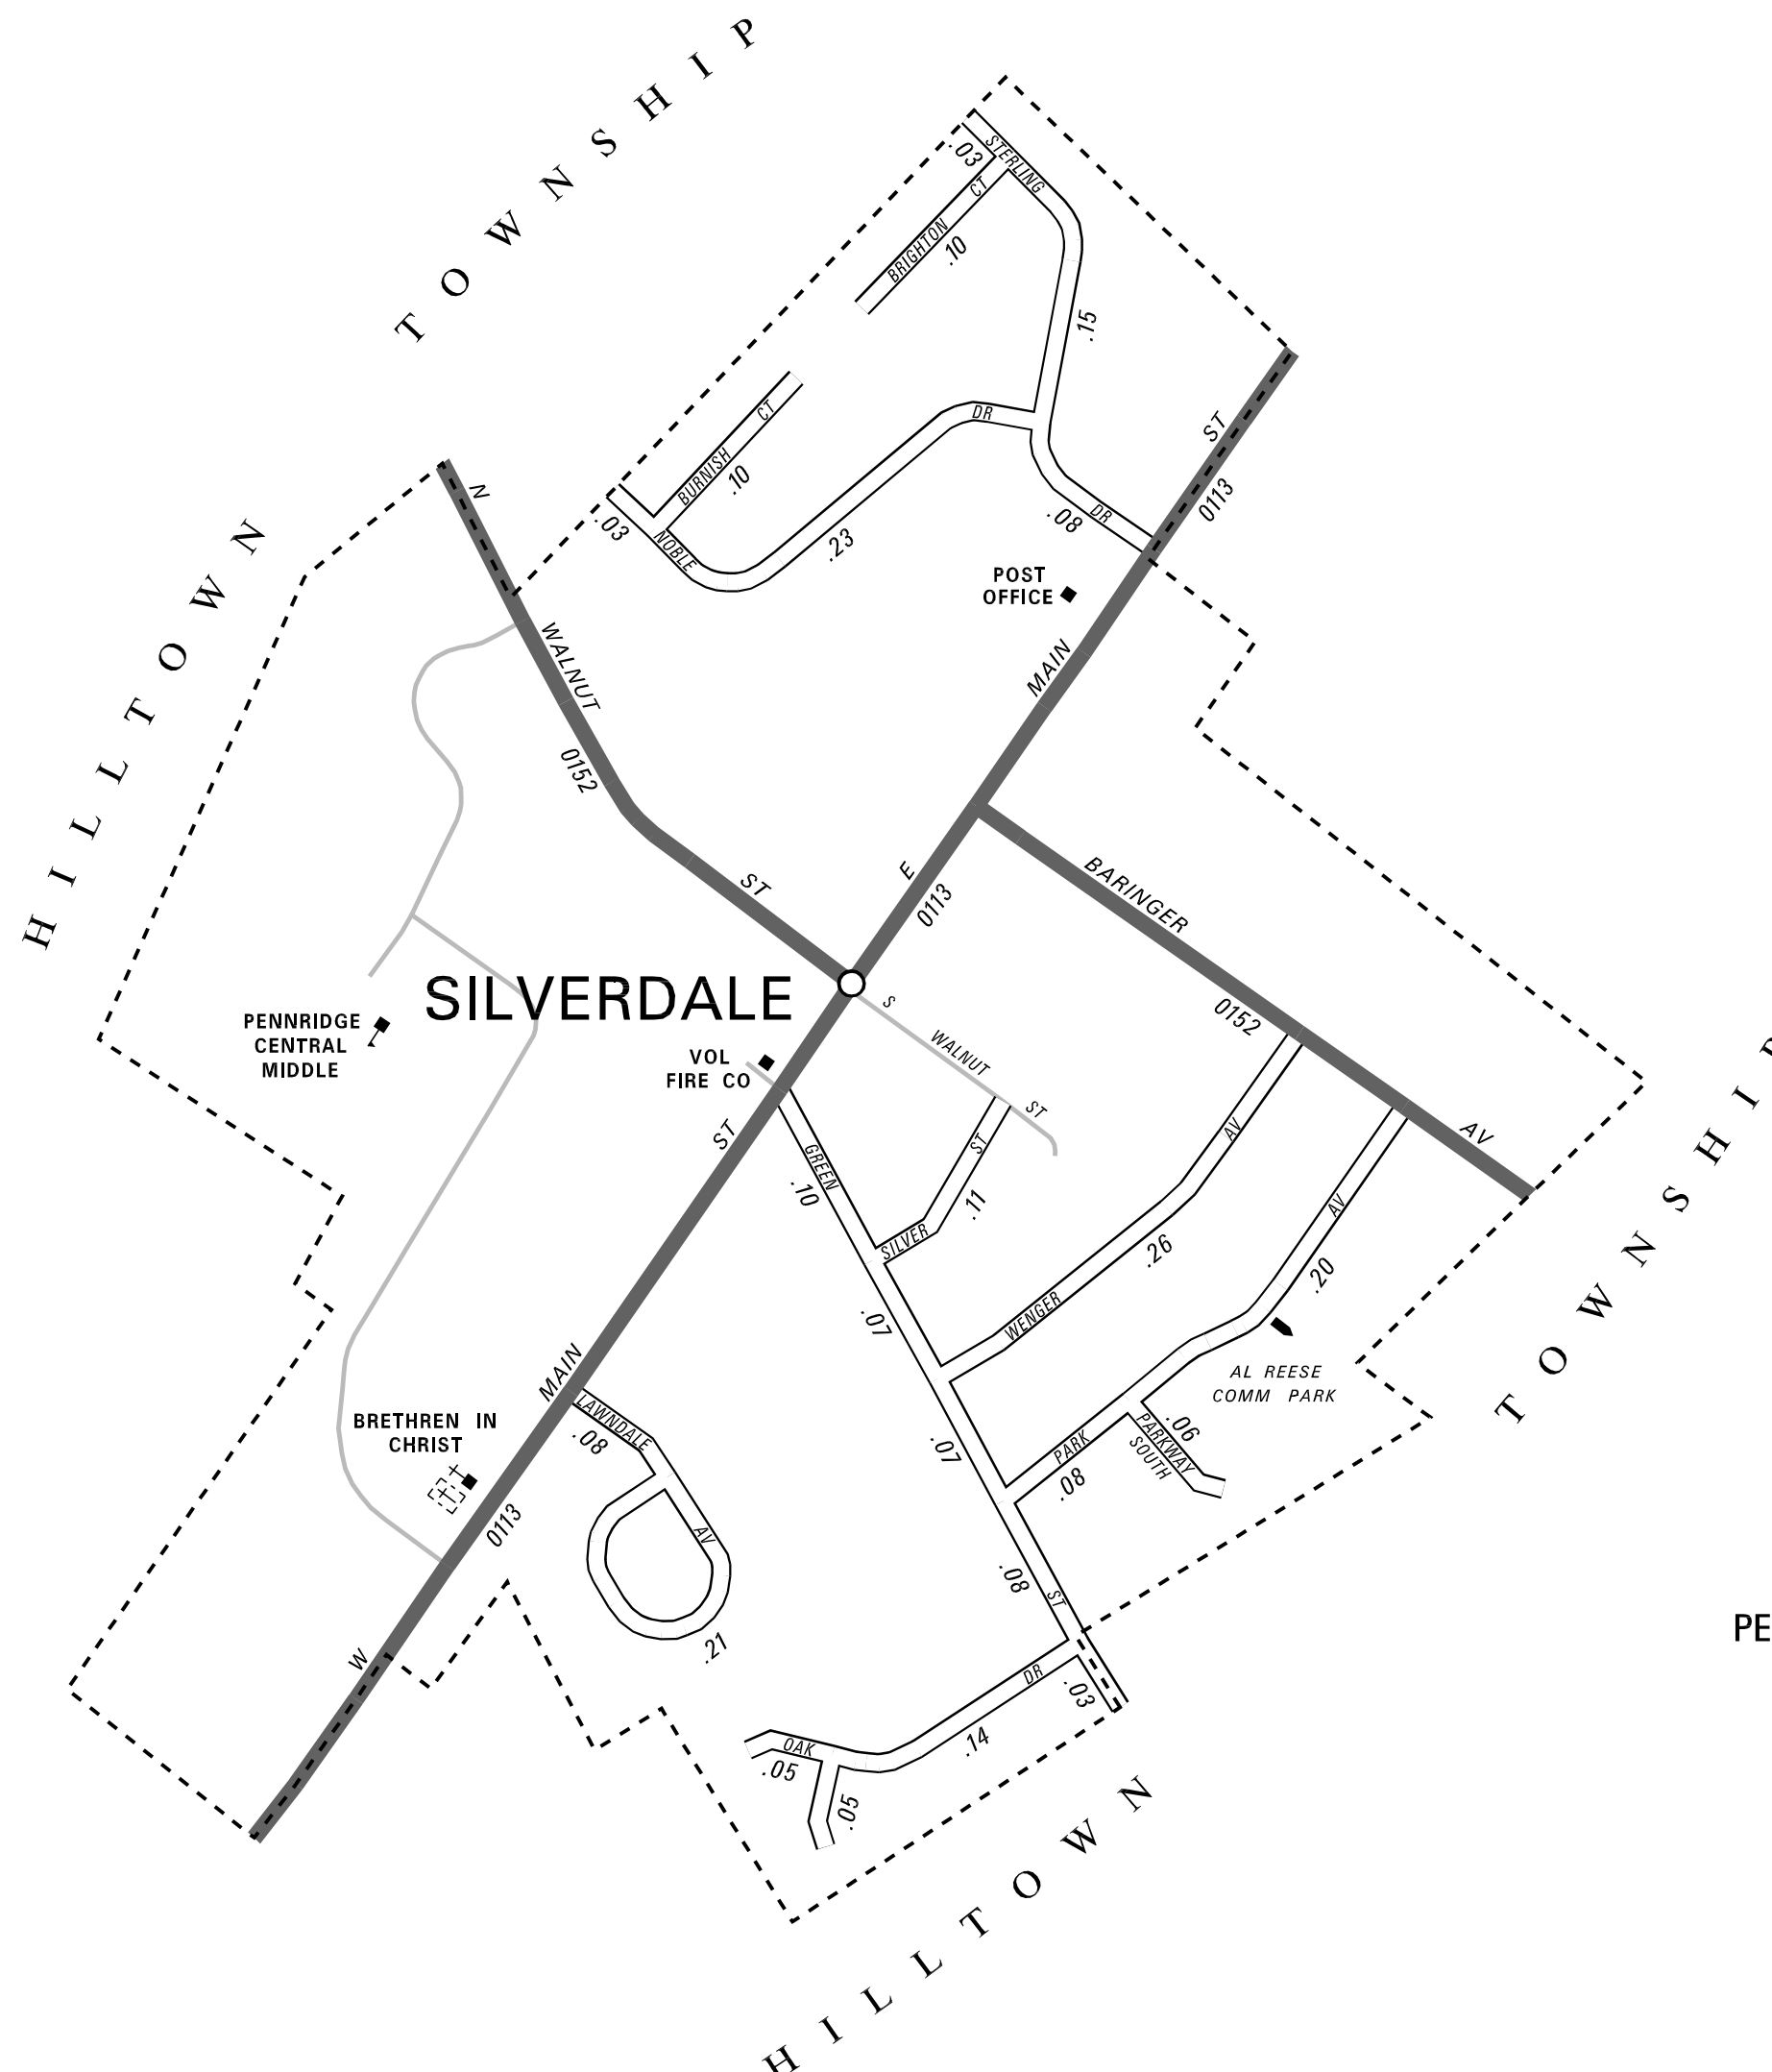 TOWNSHIP
HILLTOWN
.03
STERLING
DR
BRIGHTON CT
.10
.15
BURNISH CT
.10
.03
NOBLE
DR
.23
.08
ST
0113
N
WALNUT
ST
0152
POST
OFFICE
MAIN
E
0113
BARINGER
AV
0152
SILVERDALE
PENNRIDGE
CENTRAL
MIDDLE
VOL
FIRE CO
S
WALNUT
ST
ST
GREEN
ST
.10
SILVER ST
.11
.07
WENGER AV
.26
.07
PARK AV
.20
.08
AL REESE
COMM PARK
PARKWAY
SOUTH
.06
MAIN
LAWNDALE
AV
.08
.21
BRETHREN IN
CHRIST
0113
W
.08
.03
OAK
DR
.14
.05
.05
TOWNSHIP
HILLTOWN
PE